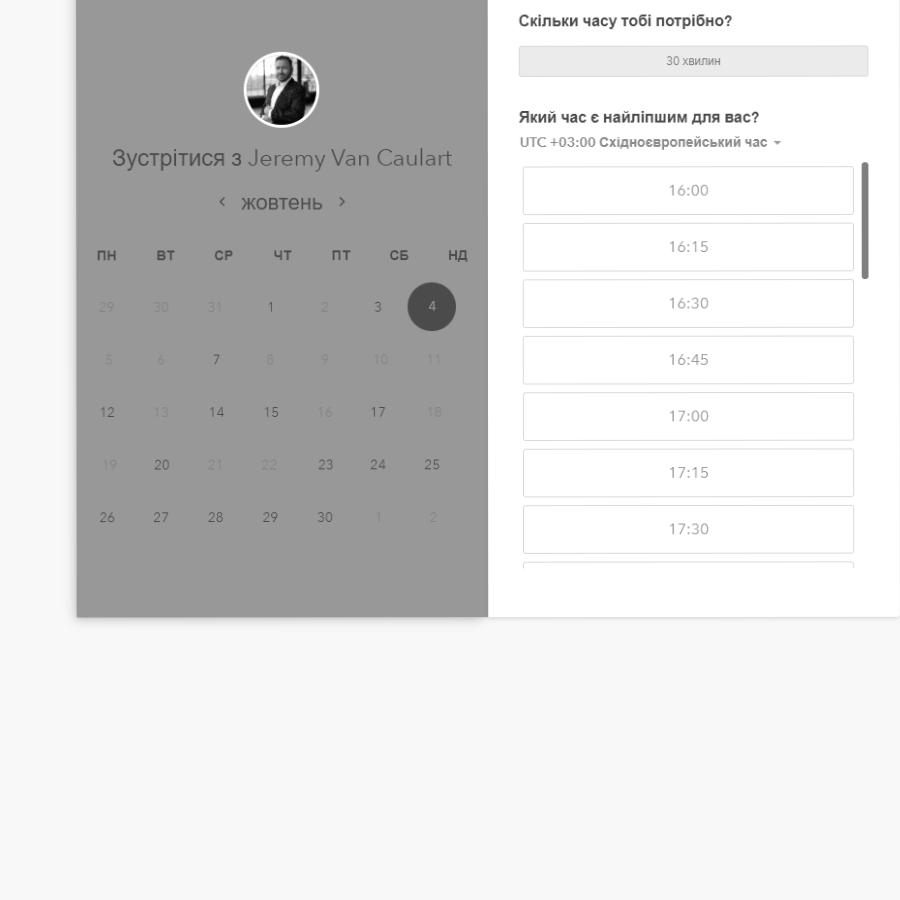 Зустрітися з Jeremy Van Caulart
жовтень
ПН ВТ СР ЧТ ПТ СБ НД
29 30 31 1 2 3 4
5 6 7 8 9 10 11
12 13 14 15 16 17 18
19 20 21 22 23 24 25
26 27 28 29 30 1 2
Скільки часу тобі потрібно?
30 хвилин
Який час є найліпшим для вас?
UTC +03:00 Східноєвропейський час
16:00
16:15
16:30
16:45
17:00
17:15
17:30